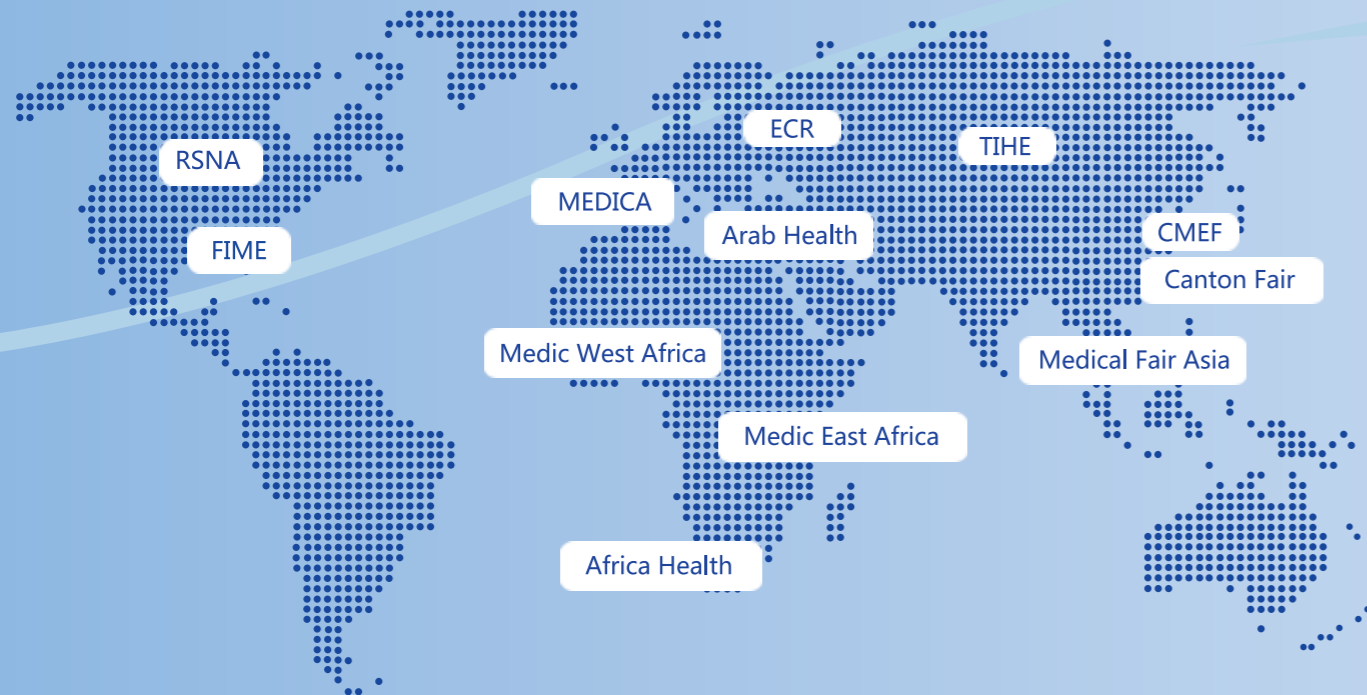 ECR
TIHE
RSNA
MEDICA
FIME
Arab Health
CMEF
Canton Fair
Medic West Africa
Medical Fair Asia
Medic East Africa
Africa Health